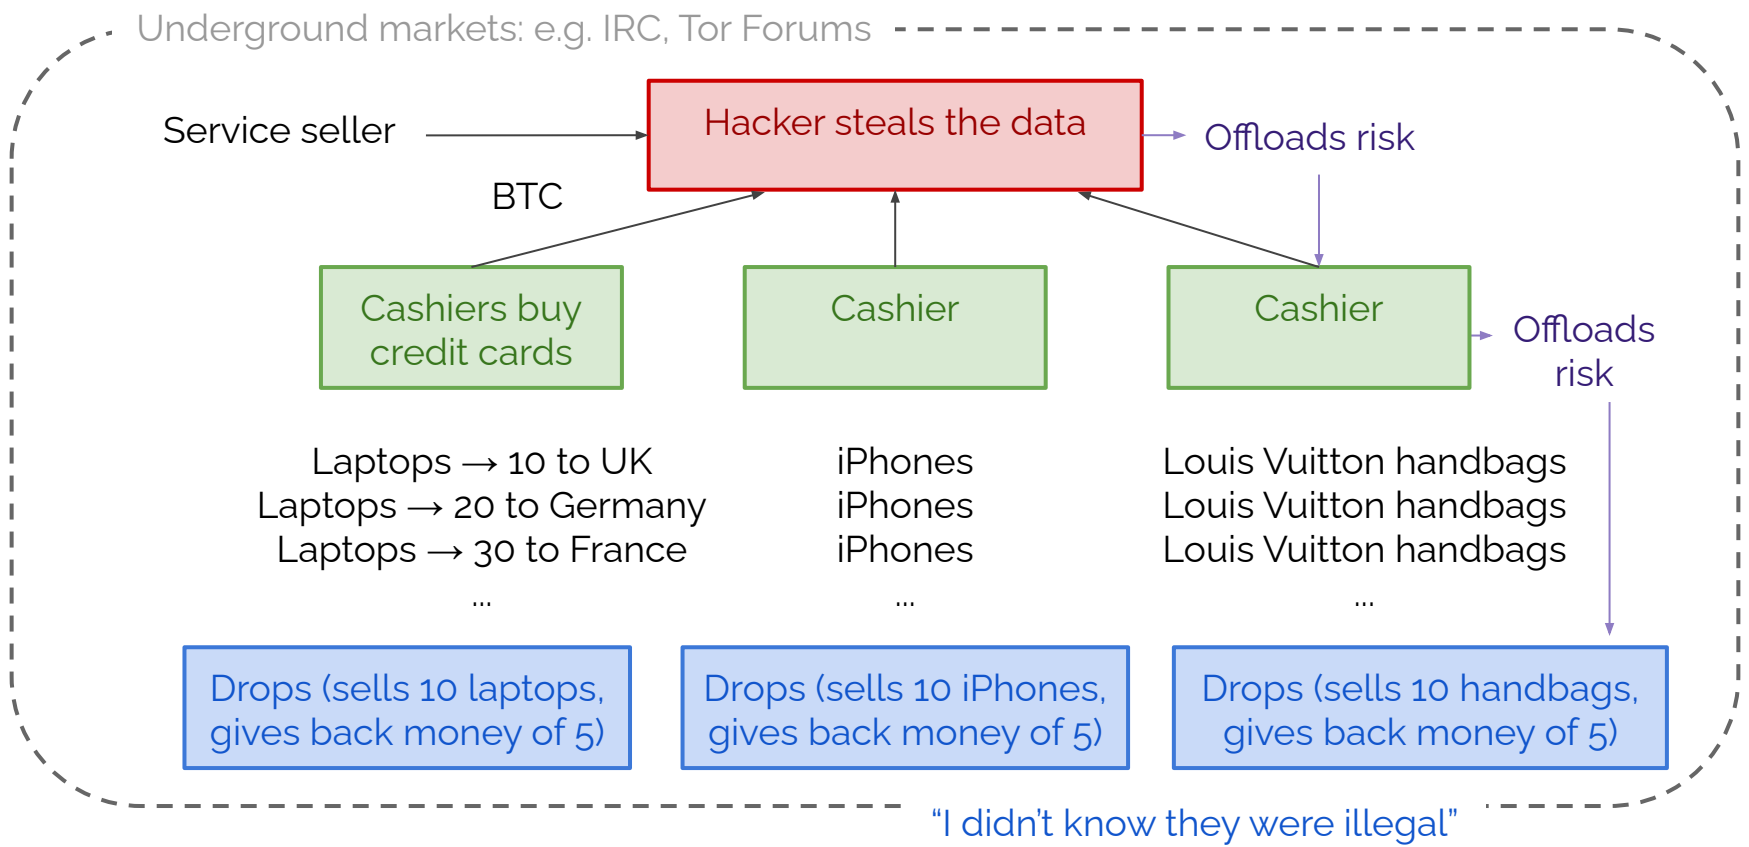 Underground markets: e.g. IRC, Tor Forums
Service seller
Hacker steals the data
Offloads risk
BTC
Cashiers buy
credit cards
Cashier
Cashier
Offloads
risk
Laptops → 10 to UK
Laptops → 20 to Germany
Laptops → 30 to France
...
iPhones
iPhones
iPhones
...
Louis Vuitton handbags
Louis Vuitton handbags
Louis Vuitton handbags
...
Drops (sells 10 laptops,
gives back money of 5)
Drops (sells 10 iPhones,
gives back money of 5)
Drops (sells 10 handbags,
gives back money of 5)
“I didn’t know they were illegal”